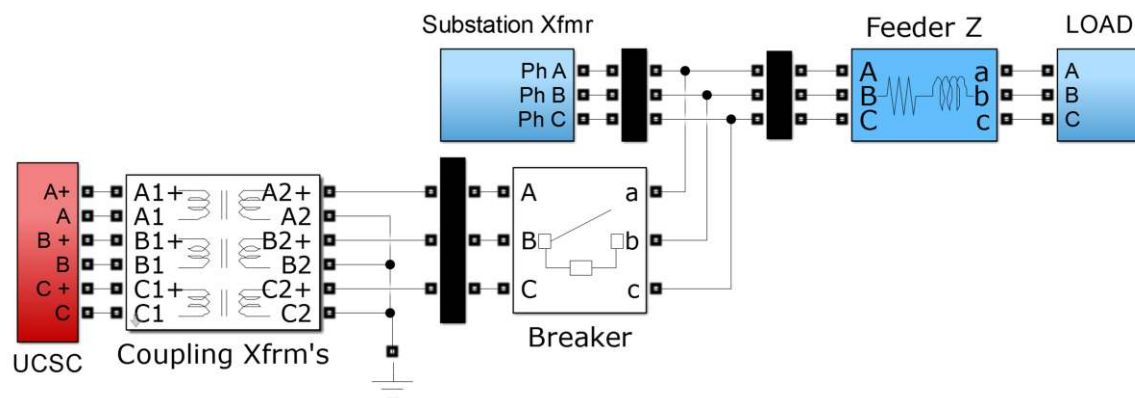 Substation Xfmr
Ph A
Ph B
Ph C
Feeder Z
A a
B b
C c
LOAD
A
B
C
A+
A
B +
B
C +
C
UCSC
A1+ A2+
A1 A2
B1+ B2+
B1 B2
C1+ C2+
C1 C2
Coupling Xfrm's
A a
B b
C c
Breaker